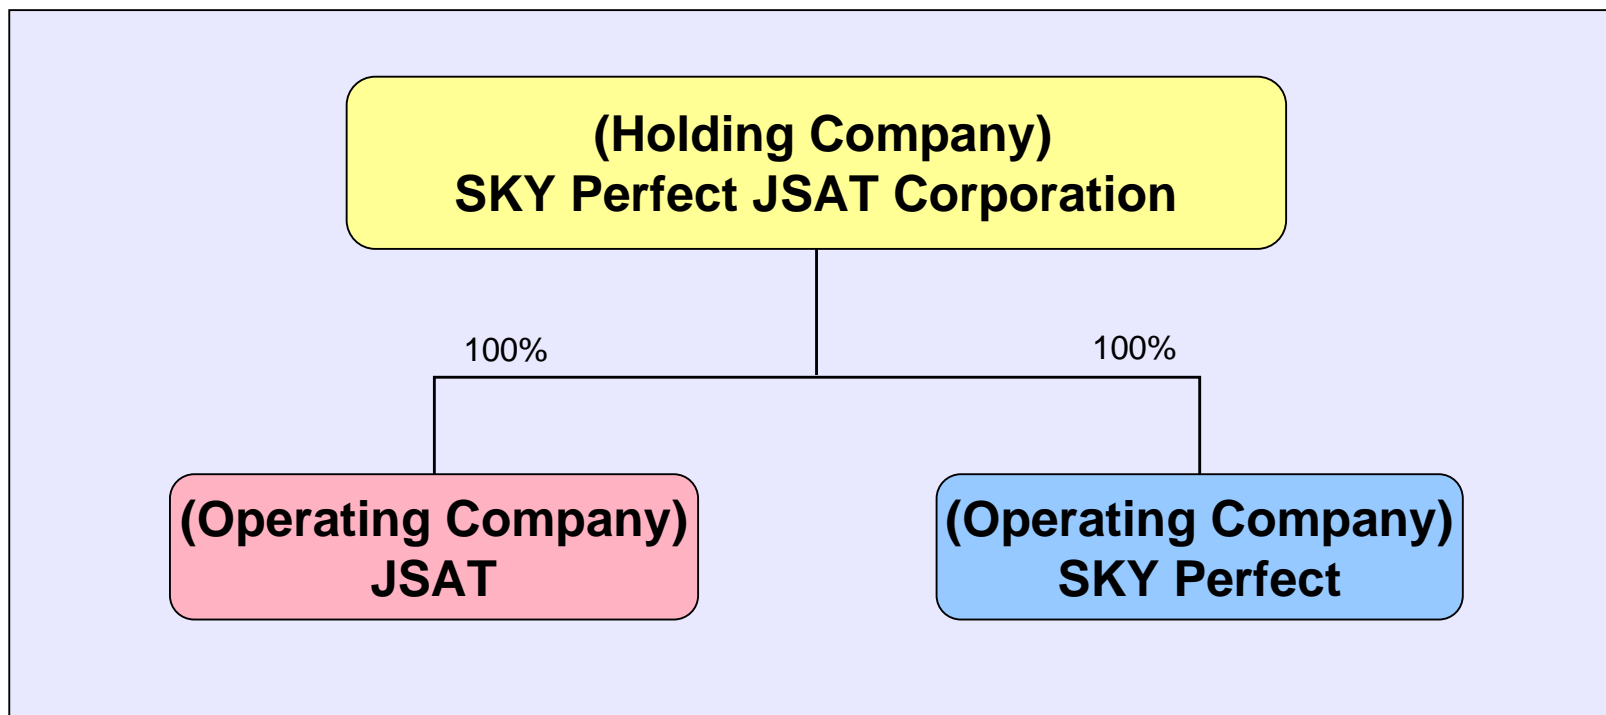 (Holding Company)
SKY Perfect JSAT Corporation
100%
100%
(Operating Company)
JSAT
(Operating Company)
SKY Perfect